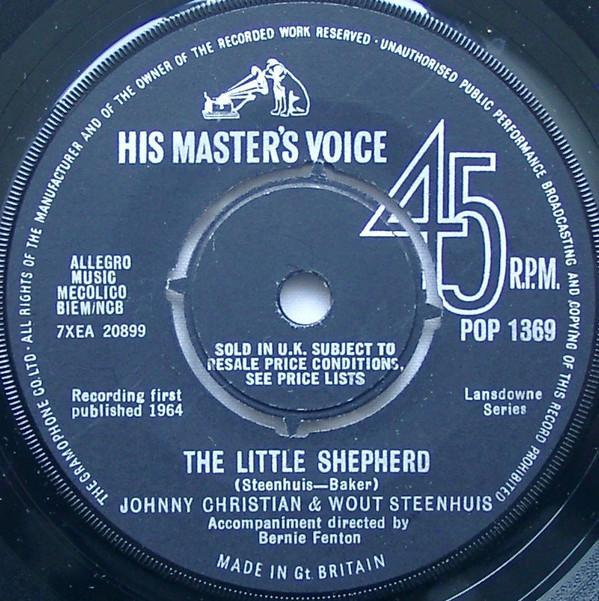 THE GRAMOPHONE CO. LTD · ALL RIGHTS OF THE MANUFACTURER AND OF THE OWNER OF THE RECORDED WORK RESERVED · UNAUTHORISED PUBLIC PERFORMANCE BROADCASTING AND COPYING OF THIS RECORD PROHIBITED
HIS MASTER'S VOICE
45 R.P.M.
ALLEGRO
MUSIC
MECOLICO
BIEM/NCB
7XEA 20899
POP 1369
SOLD IN U.K. SUBJECT TO
RESALE PRICE CONDITIONS,
SEE PRICE LISTS
Recording first
published 1964
Lansdowne
Series
THE LITTLE SHEPHERD
(Steenhuis—Baker)
JOHNNY CHRISTIAN & WOUT STEENHUIS
Accompaniment directed by
Bernie Fenton
MADE IN Gt. BRITAIN